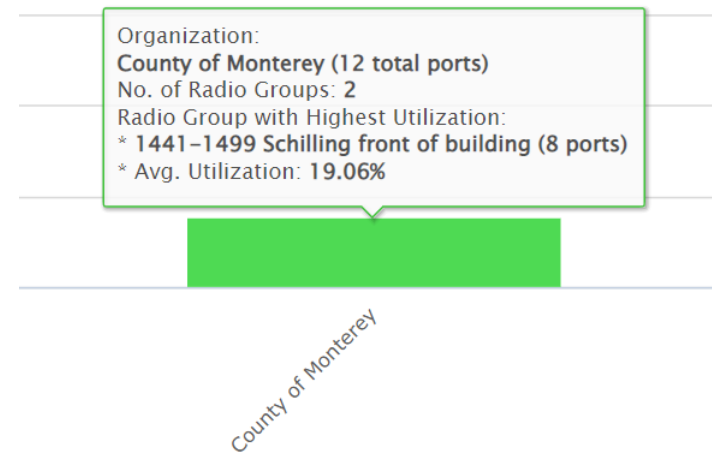 Organization:
County of Monterey (12 total ports)
No. of Radio Groups: 2
Radio Group with Highest Utilization:
* 1441–1499 Schilling front of building (8 ports)
* Avg. Utilization: 19.06%
County of Monterey